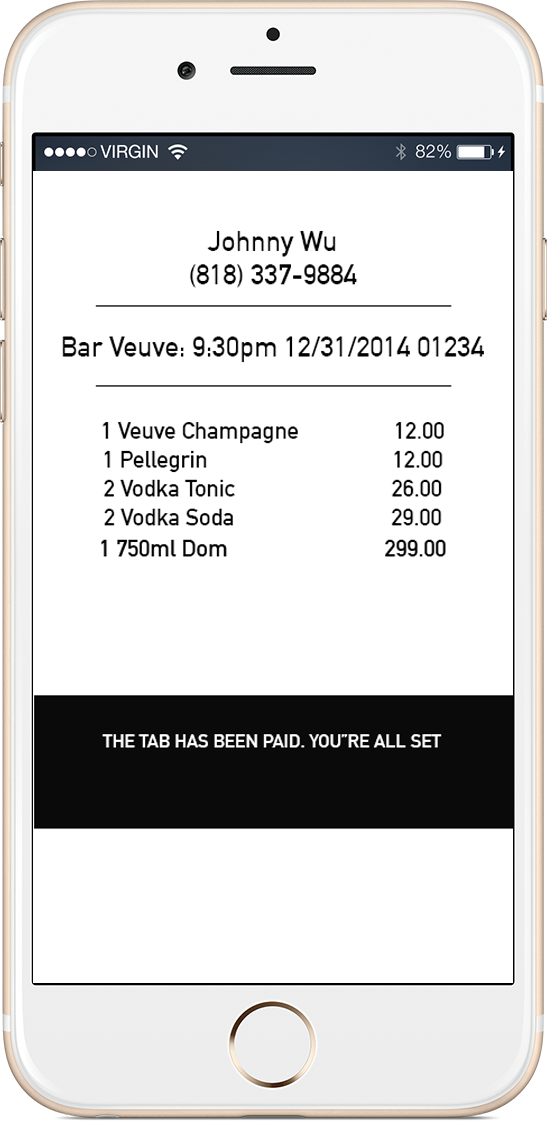 VIRGIN 82%
Johnny Wu
(818) 337-9884
Bar Veuve: 9:30pm 12/31/2014 01234
1 Veuve Champagne 12.00
1 Pellegrin 12.00
2 Vodka Tonic 26.00
2 Vodka Soda 29.00
1 750ml Dom 299.00
THE TAB HAS BEEN PAID. YOU"RE ALL SET